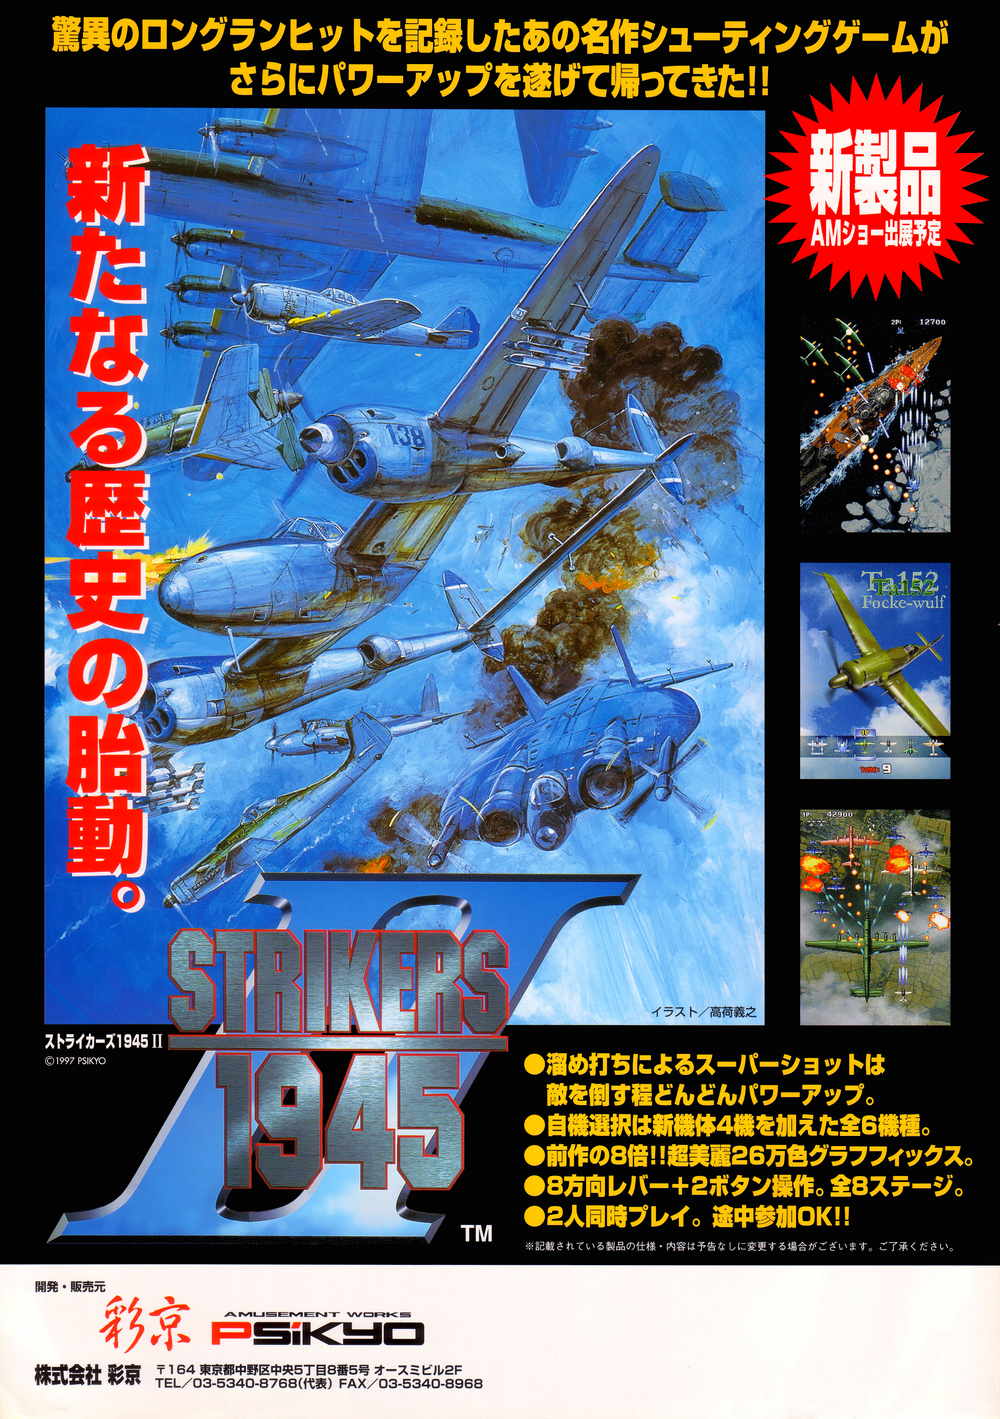 驚異のロングランヒットを記録したあの名作シューティングゲームが
さらにパワーアップを遂げて帰ってきた!!
新製品
AMショー出展予定
新たなる歴史の胎動。
138
2P: 12700
Ta152
Ta152
Focke-wulf
1P
TIME: 9
1P: 42900
イラスト／高荷義之
STRIKERS
1945
II
TM
ストライカーズ1945 II
©1997 PSIKYO
●溜め打ちによるスーパーショットは
敵を倒す程どんどんパワーアップ。
●自機選択は新機体4機を加えた全6機種。
●前作の8倍!!超美麗26万色グラフフィックス。
●8方向レバー＋2ボタン操作。全8ステージ。
●2人同時プレイ。途中参加OK!!
※記載されている製品の仕様・内容は予告なしに変更する場合がございます。ご了承ください。
開発・販売元
彩京
AMUSEMENT WORKS
PSiKYO
株式会社 彩京
〒164 東京都中野区中央5丁目8番5号 オースミビル2F
TEL／03-5340-8768(代表) FAX／03-5340-8968